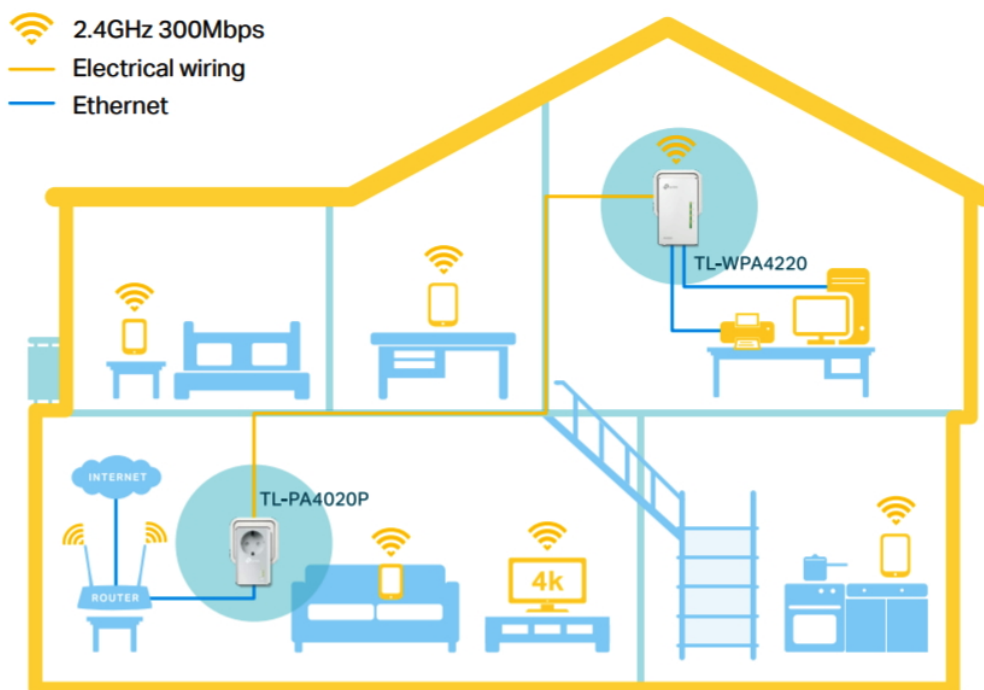 2.4GHz 300Mbps
Electrical wiring
Ethernet
TL-WPA4220
TL-PA4020P
INTERNET
ROUTER
4k